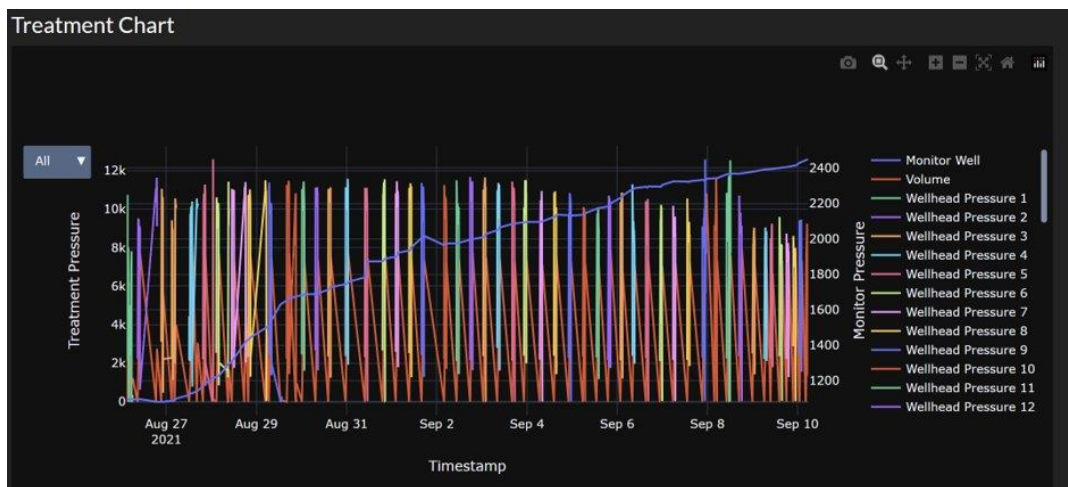 Treatment Chart
All ▼
12k
10k
8k
6k
4k
2k
0
Treatment Pressure
Aug 27
2021
Aug 29
Aug 31
Sep 2
Sep 4
Sep 6
Sep 8
Sep 10
Timestamp
2400
2200
2000
1800
1600
1400
1200
Monitor Pressure
Monitor Well
Volume
Wellhead Pressure 1
Wellhead Pressure 2
Wellhead Pressure 3
Wellhead Pressure 4
Wellhead Pressure 5
Wellhead Pressure 6
Wellhead Pressure 7
Wellhead Pressure 8
Wellhead Pressure 9
Wellhead Pressure 10
Wellhead Pressure 11
Wellhead Pressure 12